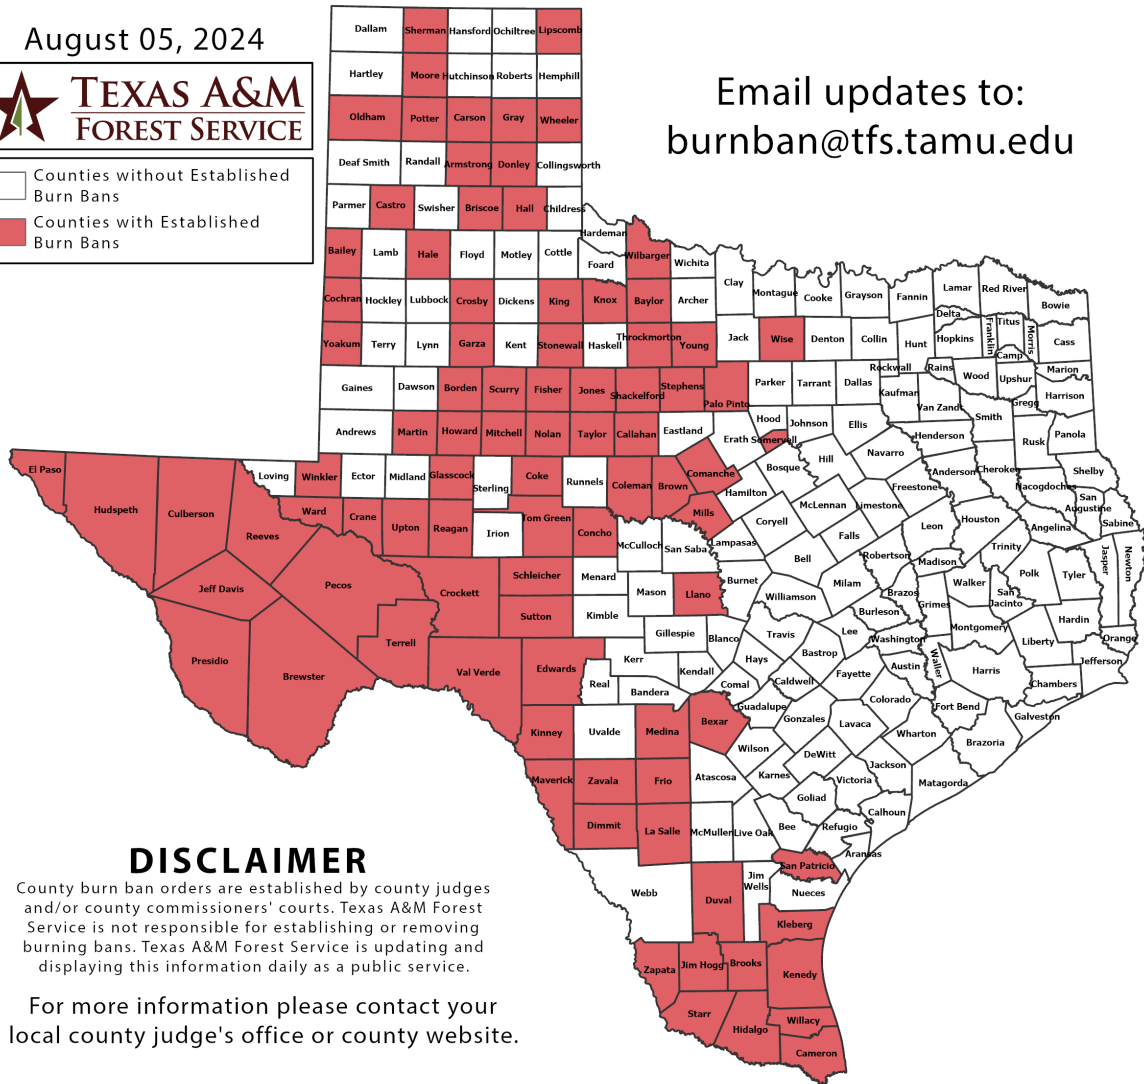 August 05, 2024
TEXAS A&M
FOREST SERVICE
Counties without Established
Burn Bans
Counties with Established
Burn Bans
Email updates to:
burnban@tfs.tamu.edu
Dallam Sherman Hansford Ochiltree Lipscomb
Hartley Moore Hutchinson Roberts Hemphill
Oldham Potter Carson Gray Wheeler
Deaf Smith Randall Armstrong Donley Collingsworth
Parmer Castro Swisher Briscoe Hall Childress
Hardeman
Bailey Lamb Hale Floyd Motley Cottle Foard Wilbarger Wichita
Clay Montague Cooke Grayson Fannin Lamar Red River Bowie
Cochran Hockley Lubbock Crosby Dickens King Knox Baylor Archer
Delta Titus Franklin Morris
Yoakum Terry Lynn Garza Kent Stonewall Haskell Throckmorton Young Jack Wise Denton Collin Hunt Hopkins Camp Cass
Rockwall Rains Wood Upshur Marion
Gaines Dawson Borden Scurry Fisher Jones Shackelford Stephens Palo Pinto Parker Tarrant Dallas Kaufman Van Zandt Gregg Harrison
Andrews Martin Howard Mitchell Nolan Taylor Callahan Eastland Erath Hood Somervell Johnson Ellis Henderson Smith Rusk Panola
El Paso Hudspeth Culberson Reeves Loving Winkler Ector Midland Glasscock Sterling Coke Runnels Coleman Brown Comanche Hamilton Bosque Hill Navarro Freestone Anderson Cherokee Nacogdoches Shelby
San
Augustine
Sabine
Ward Crane Upton Reagan Irion Tom Green Concho McCulloch San Saba Mills Lampasas Coryell McLennan Limestone Falls Leon Houston Angelina
Trinity Jasper Newton
Jeff Davis Pecos Crockett Schleicher Menard Mason Llano Burnet Bell Milam Robertson Madison Walker Polk Tyler
San
Jacinto
Sutton Kimble Williamson Brazos Burleson Grimes Montgomery Liberty Hardin Orange
Presidio Brewster Terrell Val Verde Edwards Gillespie Blanco Travis Lee Washington Waller Harris Jefferson
Kerr Kendall Hays Bastrop Fayette Austin Chambers
Real Bandera Comal Caldwell Colorado Fort Bend Galveston
Kinney Uvalde Medina Bexar Guadalupe Gonzales Lavaca Wharton Brazoria
Wilson DeWitt Jackson Matagorda
Maverick Zavala Frio Atascosa Karnes Victoria
Goliad Calhoun
Dimmit La Salle McMullen Live Oak Bee Refugio
Aransas
San Patricio
Webb Duval
Jim
Wells
Nueces
Kleberg
Zapata Jim Hogg Brooks Kenedy
Starr Hidalgo Willacy
Cameron
DISCLAIMER
County burn ban orders are established by county judges
and/or county commissioners' courts. Texas A&M Forest
Service is not responsible for establishing or removing
burning bans. Texas A&M Forest Service is updating and
displaying this information daily as a public service.
For more information please contact your
local county judge's office or county website.